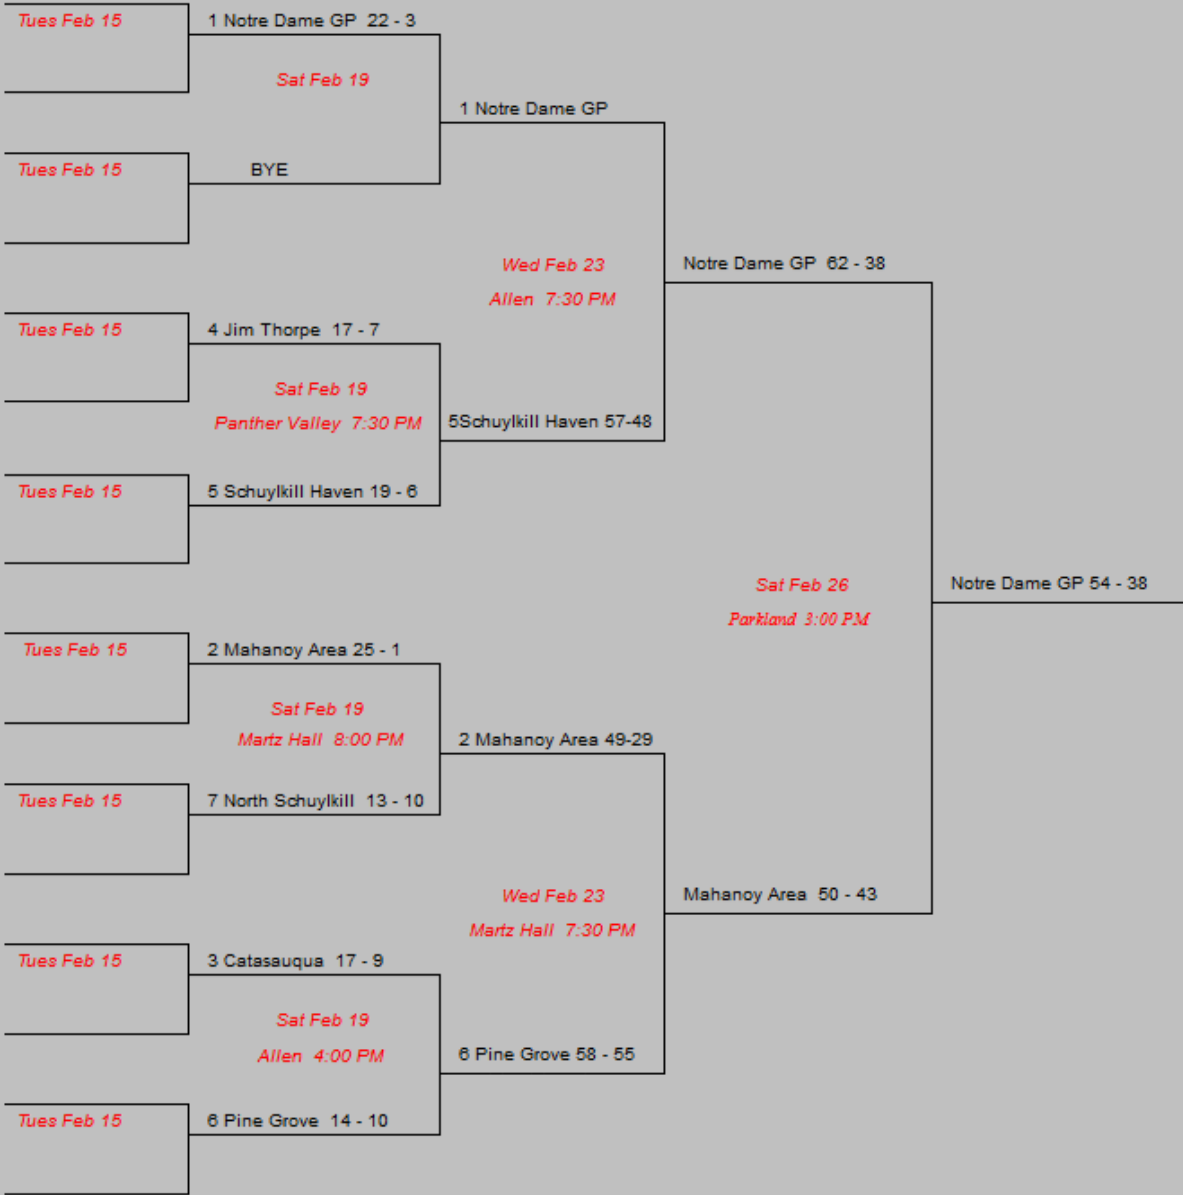 Tues Feb 15
1 Notre Dame GP 22 - 3
Sat Feb 19
1 Notre Dame GP
Tues Feb 15
BYE
Wed Feb 23
Allen 7:30 PM
Notre Dame GP 62 - 38
Tues Feb 15
4 Jim Thorpe 17 - 7
Sat Feb 19
Panther Valley 7:30 PM
5Schuylkill Haven 57-48
Tues Feb 15
5 Schuylkill Haven 19 - 6
Sat Feb 26
Parkland 3:00 PM
Notre Dame GP 54 - 38
Tues Feb 15
2 Mahanoy Area 25 - 1
Sat Feb 19
Martz Hall 8:00 PM
2 Mahanoy Area 49-29
Tues Feb 15
7 North Schuylkill 13 - 10
Wed Feb 23
Martz Hall 7:30 PM
Mahanoy Area 50 - 43
Tues Feb 15
3 Catasauqua 17 - 9
Sat Feb 19
Allen 4:00 PM
6 Pine Grove 58 - 55
Tues Feb 15
6 Pine Grove 14 - 10